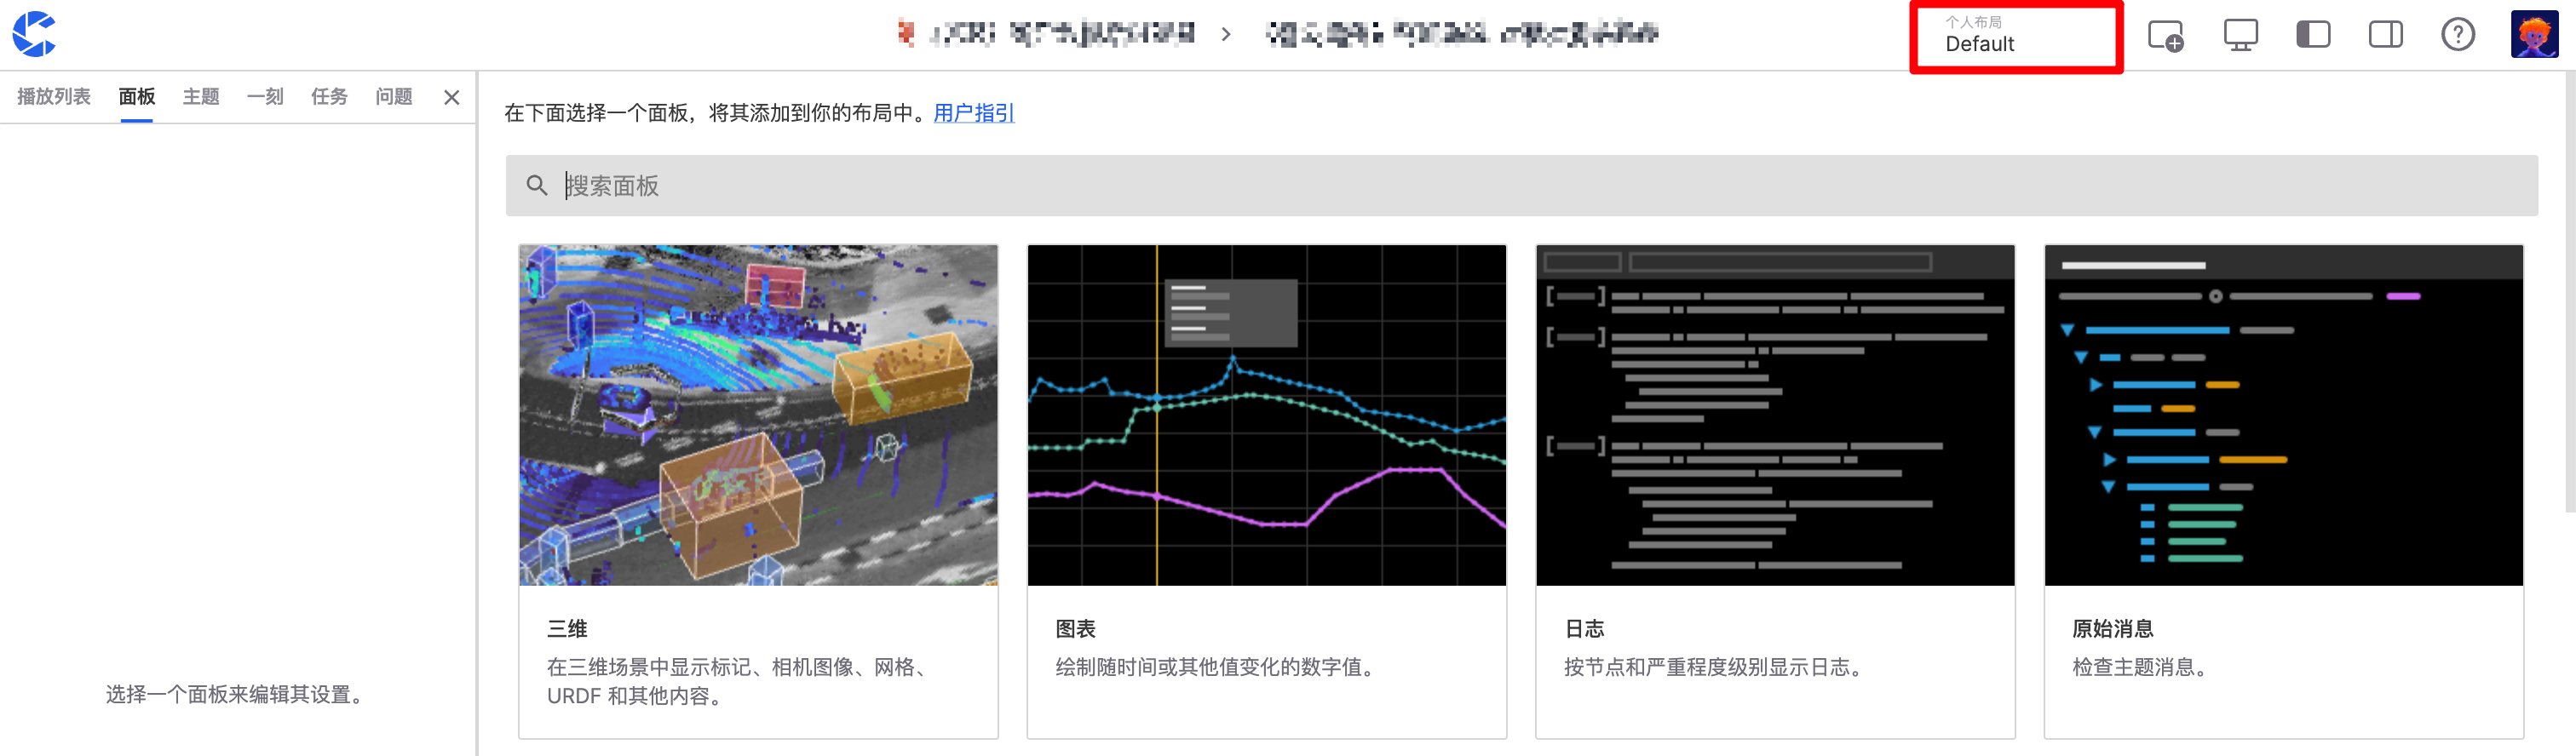 个人布局
Default
播放列表 面板 主题 一刻 任务 问题
在下面选择一个面板，将其添加到你的布局中。用户指引
搜索面板
三维
在三维场景中显示标记、相机图像、网格、
URDF 和其他内容。
图表
绘制随时间或其他值变化的数字值。
日志
按节点和严重程度级别显示日志。
原始消息
检查主题消息。
选择一个面板来编辑其设置。